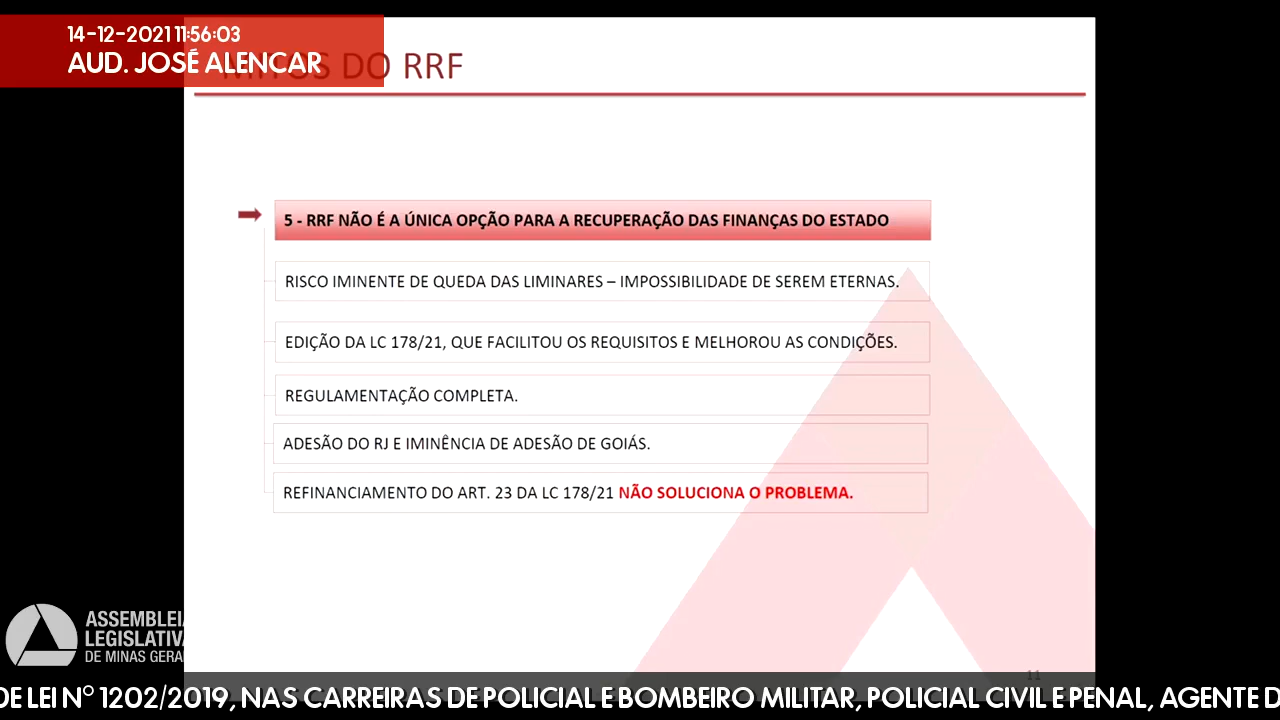 14-12-2021 11:56:03
AUD. JOSÉ ALENCAR
MITOS DO RRF
5 - RRF NÃO É A ÚNICA OPÇÃO PARA A RECUPERAÇÃO DAS FINANÇAS DO ESTADO
RISCO IMINENTE DE QUEDA DAS LIMINARES – IMPOSSIBILIDADE DE SEREM ETERNAS.
EDIÇÃO DA LC 178/21, QUE FACILITOU OS REQUISITOS E MELHOROU AS CONDIÇÕES.
REGULAMENTAÇÃO COMPLETA.
ADESÃO DO RJ E IMINÊNCIA DE ADESÃO DE GOIÁS.
REFINANCIAMENTO DO ART. 23 DA LC 178/21 NÃO SOLUCIONA O PROBLEMA.
ASSEMBLEIA
LEGISLATIVA
DE MINAS GERAI
11
DE LEI Nº 1202/2019, NAS CARREIRAS DE POLICIAL E BOMBEIRO MILITAR, POLICIAL CIVIL E PENAL, AGENTE D